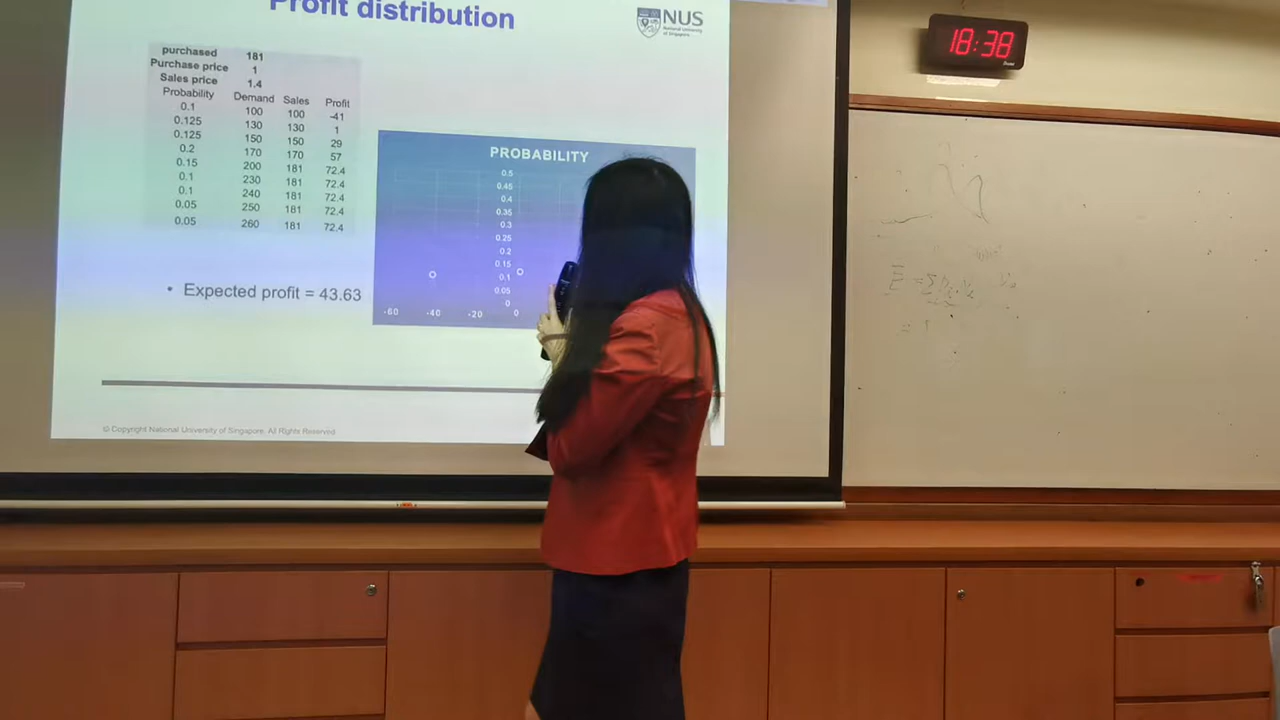 Profit distribution
NUS
National University
of Singapore
18:38
purchased 181
Purchase price 1
Sales price 1.4
Probability Demand Sales Profit
0.1 100 100 -41
0.125 130 130 1
0.125 150 150 29
0.2 170 170 57
0.15 200 181 72.4
0.1 230 181 72.4
0.1 240 181 72.4
0.05 250 181 72.4
0.05 260 181 72.4
PROBABILITY
0.5
0.45
0.4
0.35
0.3
0.25
0.2
0.15
0.1
0.05
0
-60 -40 -20 0
• Expected profit = 43.63
© Copyright National University of Singapore. All Rights Reserved